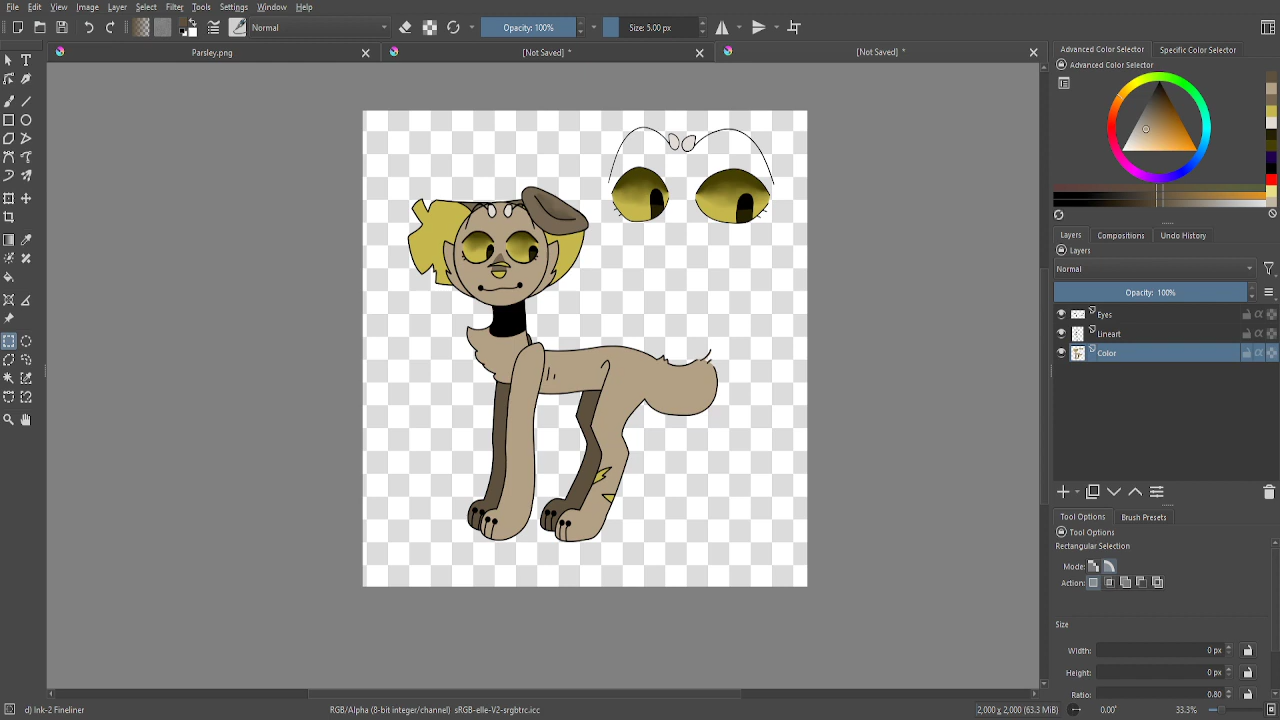 File Edit View Image Layer Select Filter Tools Settings Window Help
Normal Opacity: 100% Size: 5.00 px
Parsley.png [Not Saved] * [Not Saved] *
Advanced Color Selector Specific Color Selector
Advanced Color Selector
Layers Compositions Undo History
Layers
Normal
Opacity: 100%
Eyes
Lineart
Color
Tool Options Brush Presets
Tool Options
Rectangular Selection
Mode:
Action:
Size
Width: 0 px
Height: 0 px
Ratio: 0.80
d) Ink-2 Fineliner RGB/Alpha (8-bit integer/channel) sRGB-elle-V2-srgbtrc.icc 2,000 x 2,000 (63.3 MiB) 0.00° 33.3%